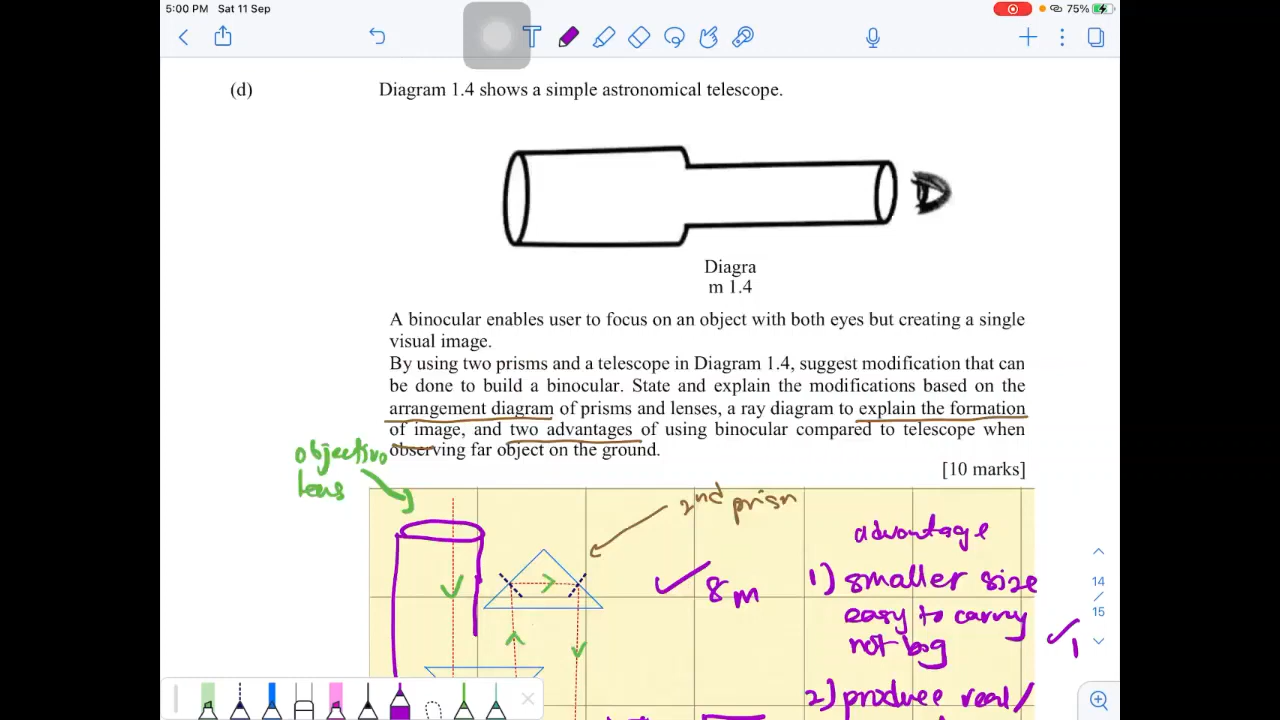 5:00 PM Sat 11 Sep
75%
T
(d) Diagram 1.4 shows a simple astronomical telescope.
Diagra
m 1.4
A binocular enables user to focus on an object with both eyes but creating a single
visual image.
By using two prisms and a telescope in Diagram 1.4, suggest modification that can
be done to build a binocular. State and explain the modifications based on the
arrangement diagram of prisms and lenses, a ray diagram to explain the formation
of image, and two advantages of using binocular compared to telescope when
observing far object on the ground.
[10 marks]
objective
lens
2nd prism
8m
advantage
1) smaller size
easy to carry
not big
1
2) produce real/
14
/
15